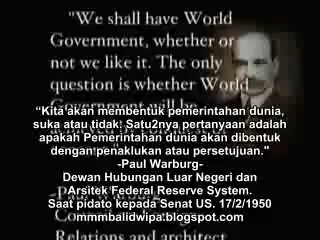 "We shall have World
Government, whether or
not we like it. The only
question is whether World
Government will be
“Kita akan membentuk pemerintahan dunia,
suka atau tidak! Satu2nya pertanyaan adalah
apakah Pemerintahan dunia akan dibentuk
dengan penaklukan atau persetujuan."
-Paul Warburg-
Dewan Hubungan Luar Negeri dan
Arsitek Federal Reserve System.
Saat pidato kepada Senat US. 17/2/1950
mmmbalidwipa.blogspot.com
Relations and architect